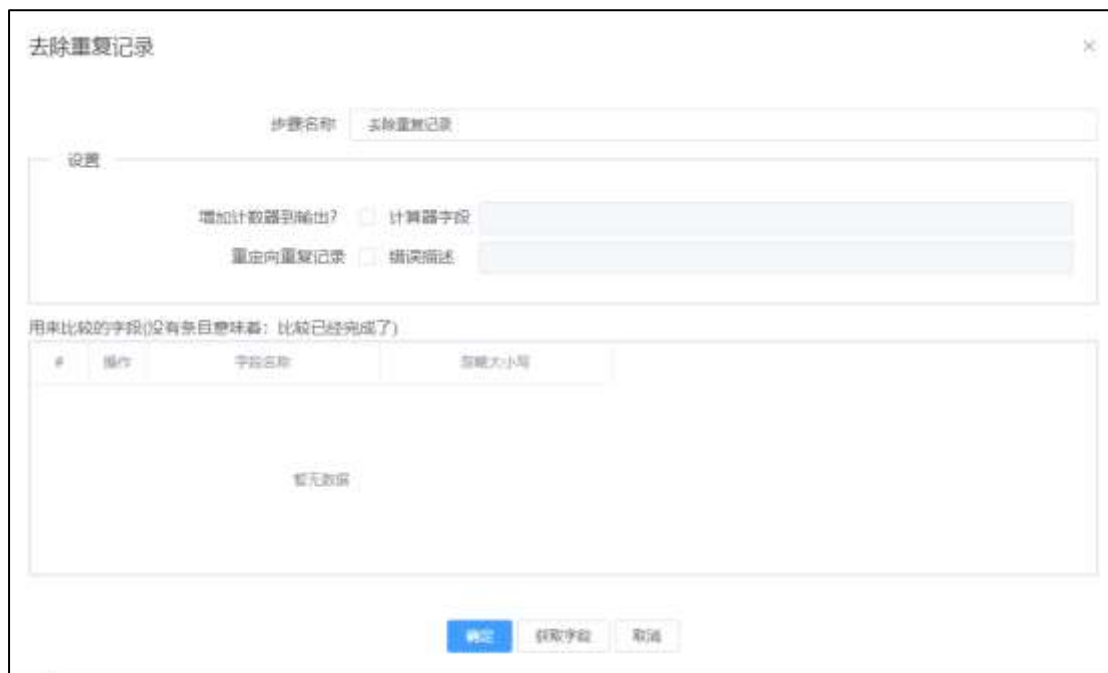 去除重复记录
×
步骤名称 去除重复记录
设置
增加计数器到输出? 计算器字段
重定向重复记录 错误描述
用来比较的字段(没有条目意味着: 比较已经完成了)
# 操作 字段名称 忽略大小写
暂无数据
确定 获取字段 取消